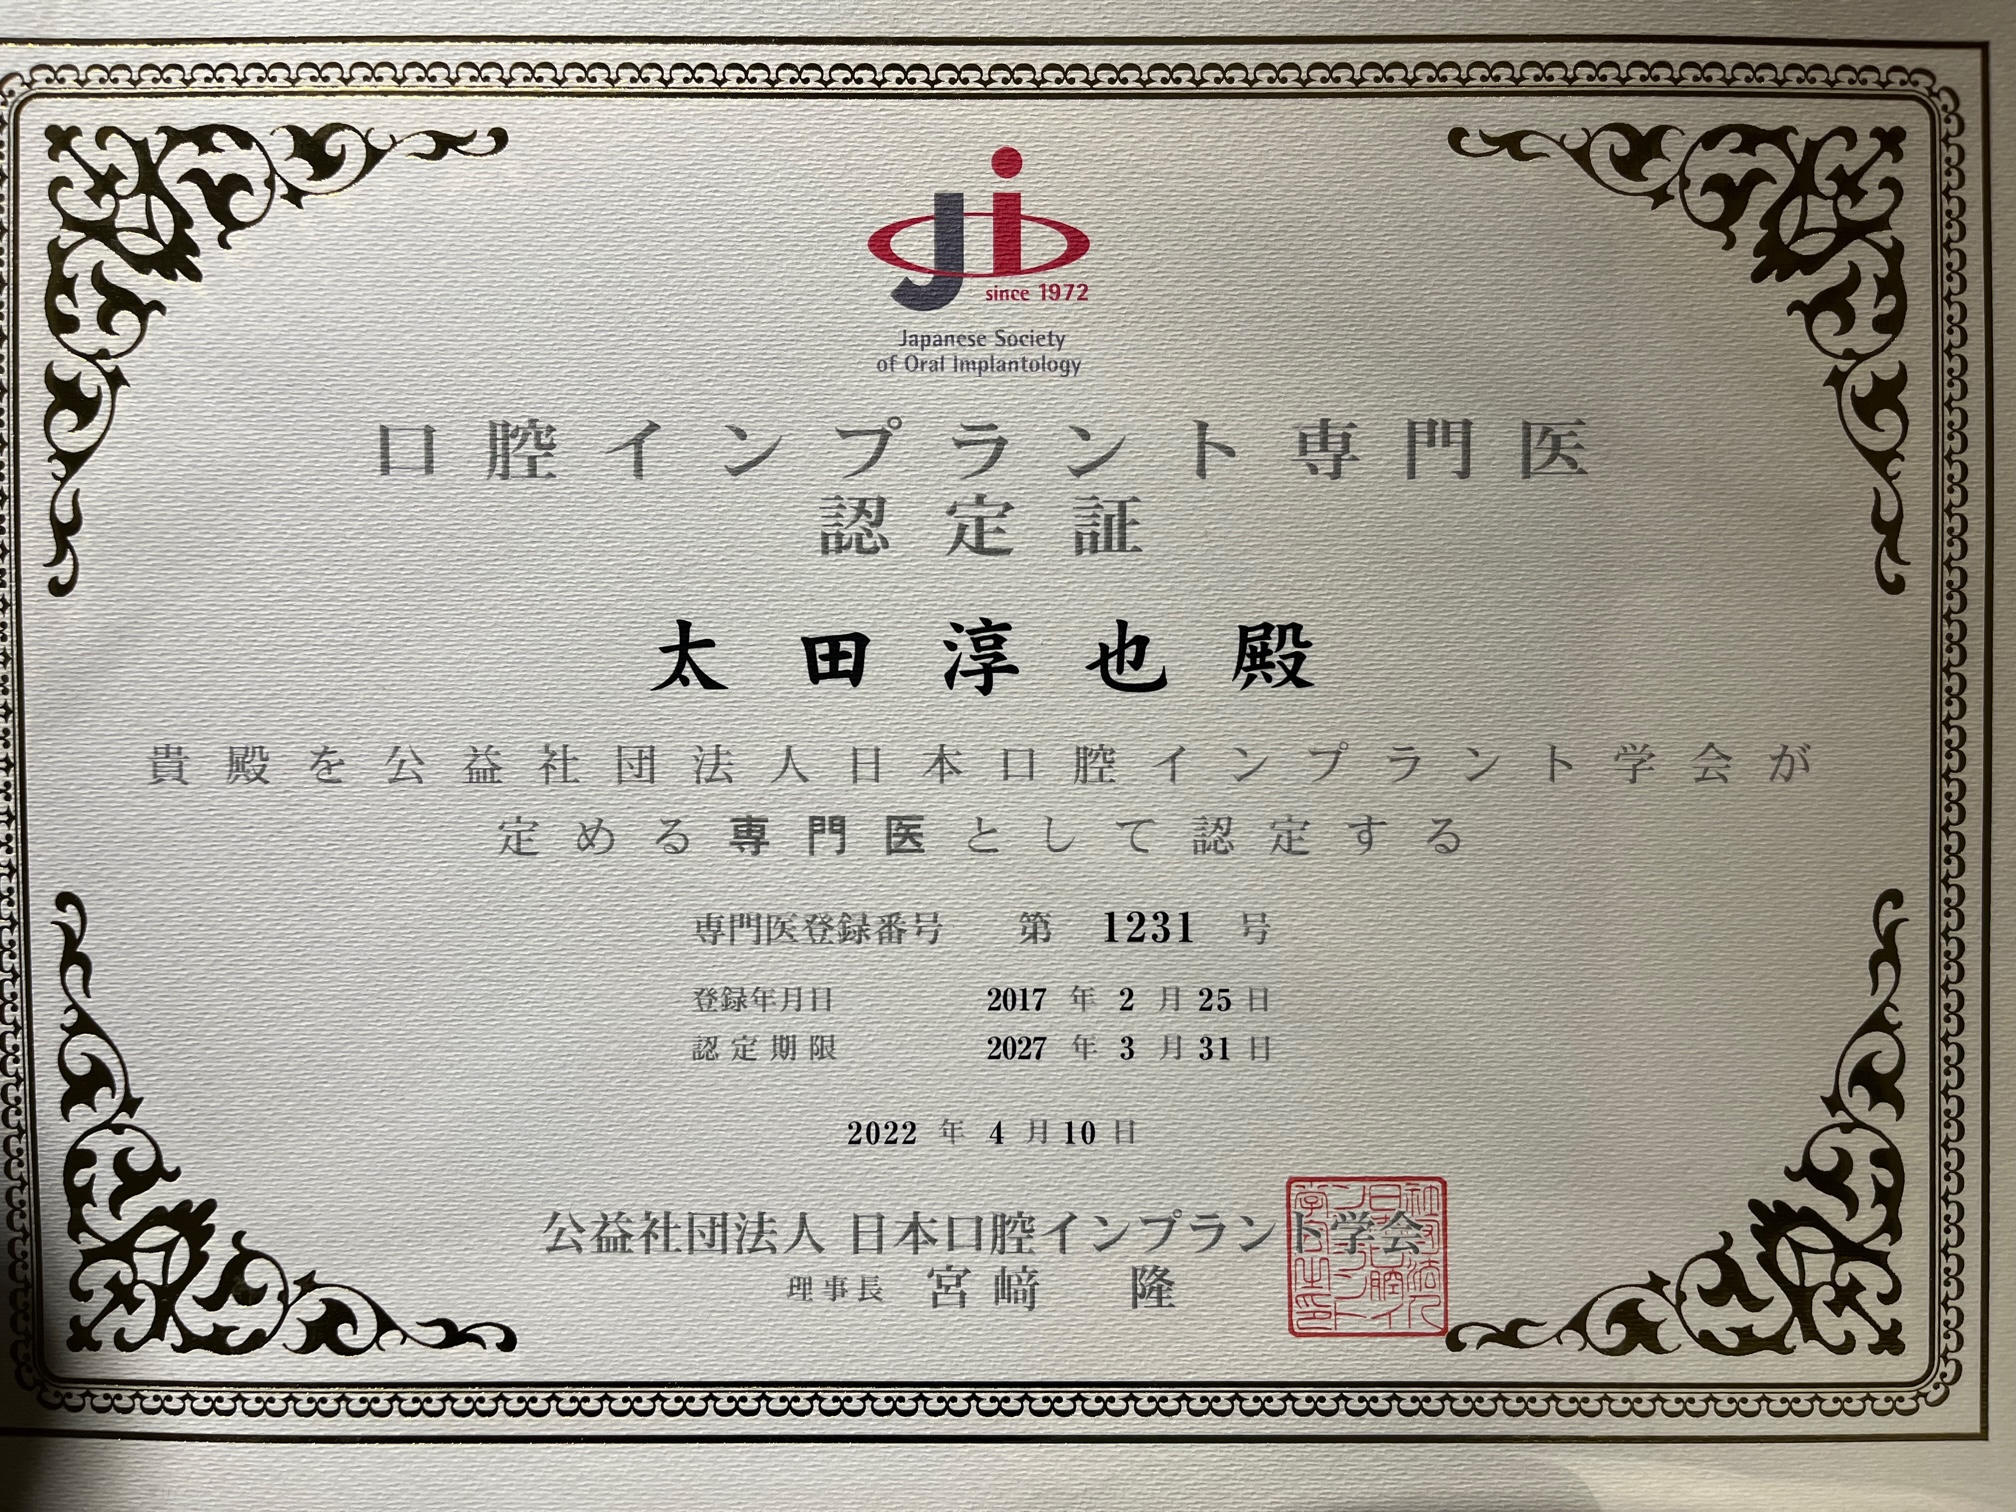 Ji
since 1972
Japanese Society
of Oral Implantology
口腔インプラント専門医
認定証
太田淳也殿
貴殿を公益社団法人日本口腔インプラント学会が
定める専門医として認定する
専門医登録番号 第 1231 号
登録年月日 2017 年 2 月 25 日
認定期限 2027 年 3 月 31 日
2022 年 4 月 10 日
公益社団法人 日本口腔インプラント学会
理事長 宮﨑 隆